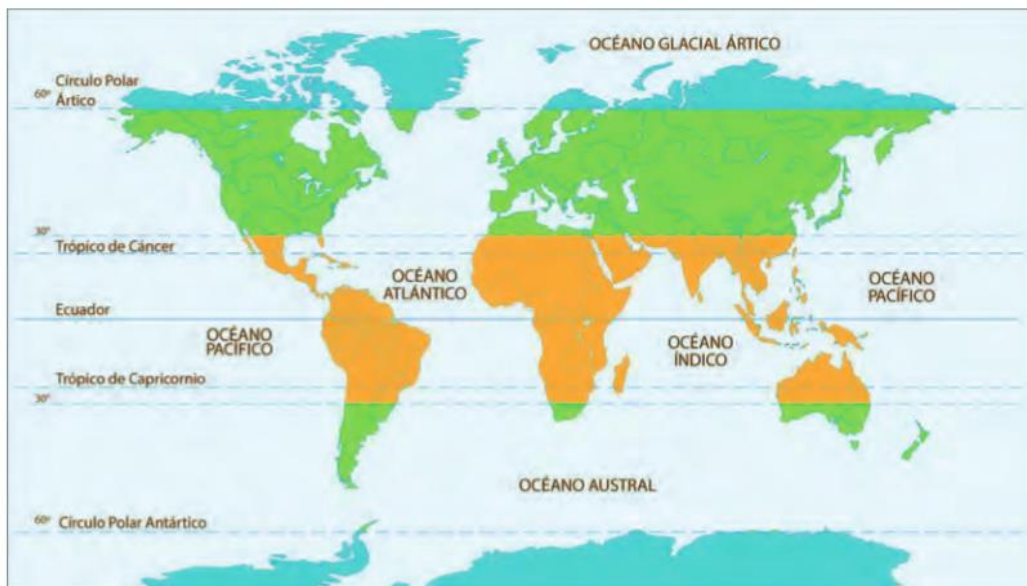 OCÉANO GLACIAL ÁRTICO
Círculo Polar
60º
Ártico
30º
Trópico de Cáncer
OCÉANO
ATLÁNTICO
OCÉANO
PACÍFICO
Ecuador
OCÉANO
PACÍFICO
OCÉANO
ÍNDICO
Trópico de Capricornio
30º
OCÉANO AUSTRAL
60º Círculo Polar Antártico